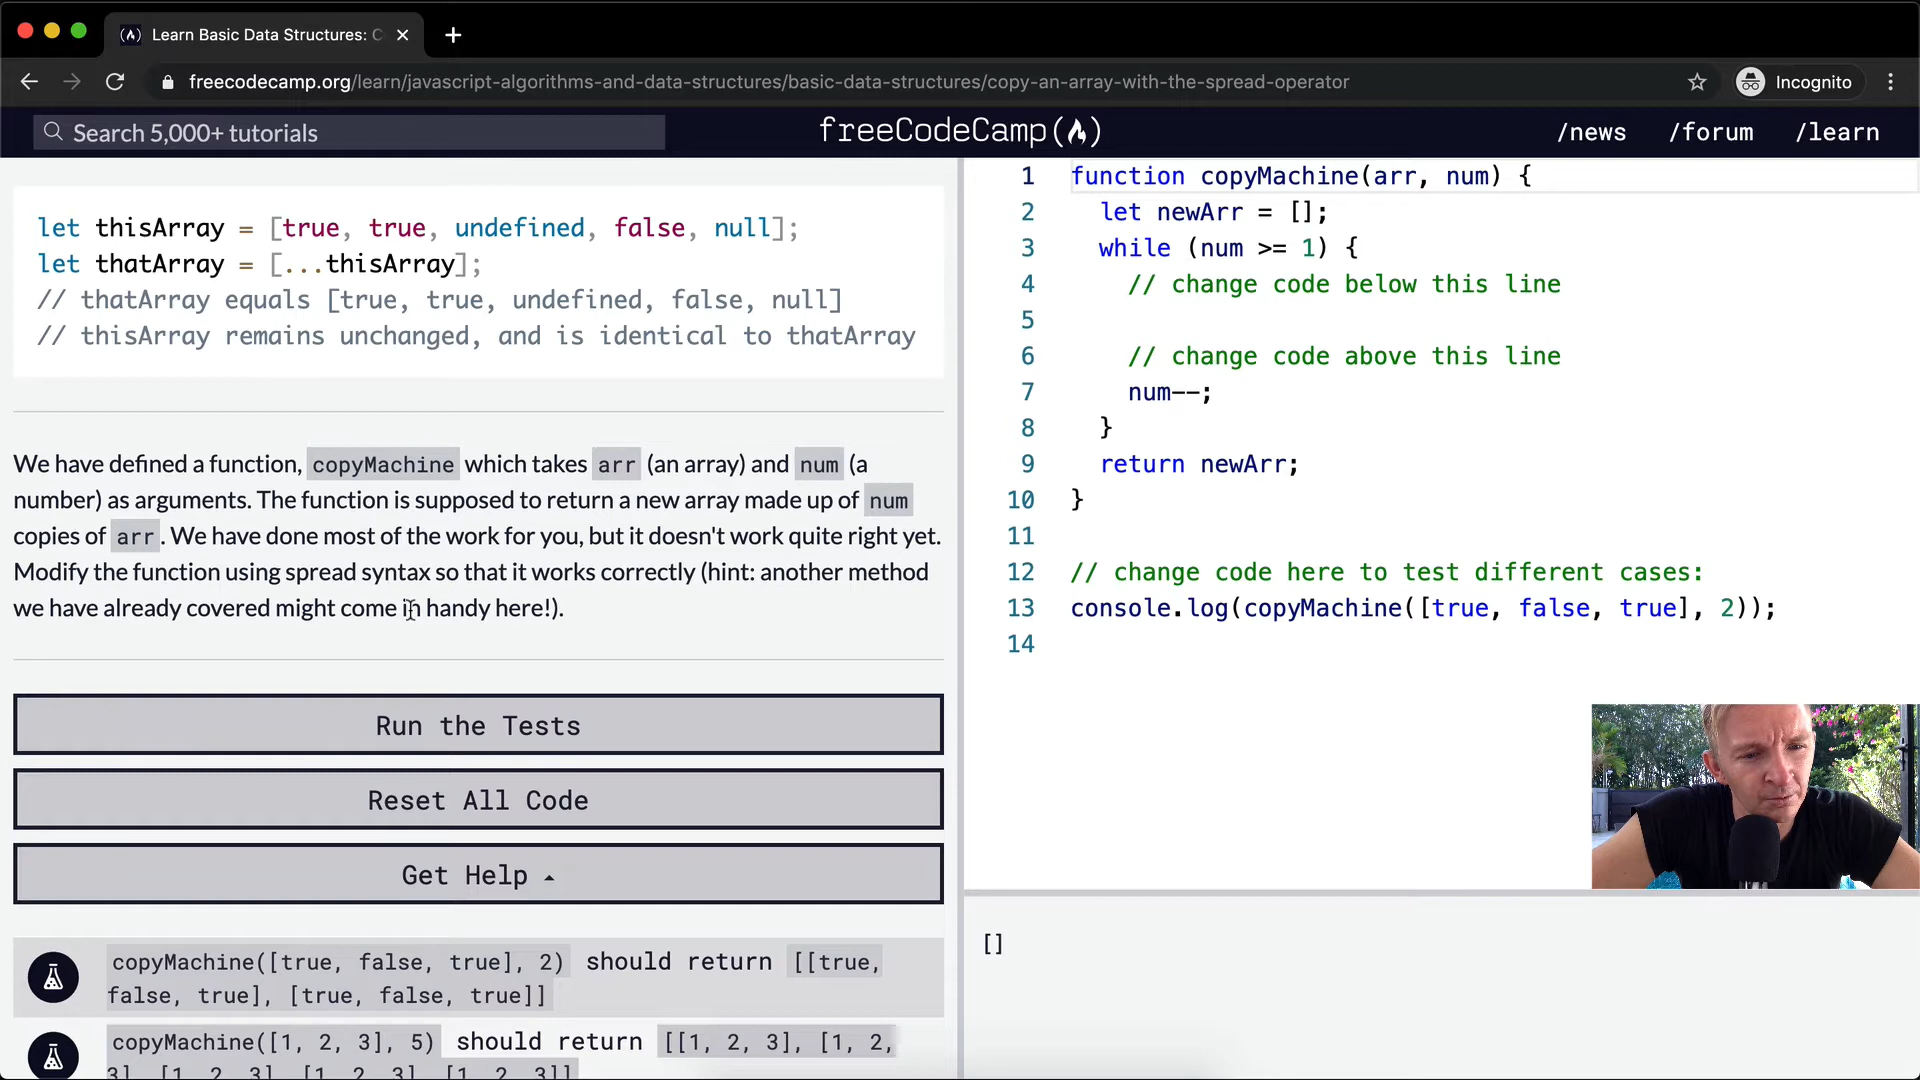 Learn Basic Data Structures: C
freecodecamp.org/learn/javascript-algorithms-and-data-structures/basic-data-structures/copy-an-array-with-the-spread-operator
Incognito
Search 5,000+ tutorials
freeCodeCamp
/news /forum /learn
let thisArray = [true, true, undefined, false, null];
let thatArray = [...thisArray];
// thatArray equals [true, true, undefined, false, null]
// thisArray remains unchanged, and is identical to thatArray
We have defined a function, copyMachine which takes arr (an array) and num (a
number) as arguments. The function is supposed to return a new array made up of num
copies of arr. We have done most of the work for you, but it doesn't work quite right yet.
Modify the function using spread syntax so that it works correctly (hint: another method
we have already covered might come in handy here!).
Run the Tests
Reset All Code
Get Help
copyMachine([true, false, true], 2) should return [[true,
false, true], [true, false, true]]
copyMachine([1, 2, 3], 5) should return [[1, 2, 3], [1, 2,
3], [1, 2, 3], [1, 2, 3], [1, 2, 3]]
1 function copyMachine(arr, num) {
2 let newArr = [];
3 while (num >= 1) {
4 // change code below this line
5
6 // change code above this line
7 num--;
8 }
9 return newArr;
10 }
11
12 // change code here to test different cases:
13 console.log(copyMachine([true, false, true], 2));
14
[]